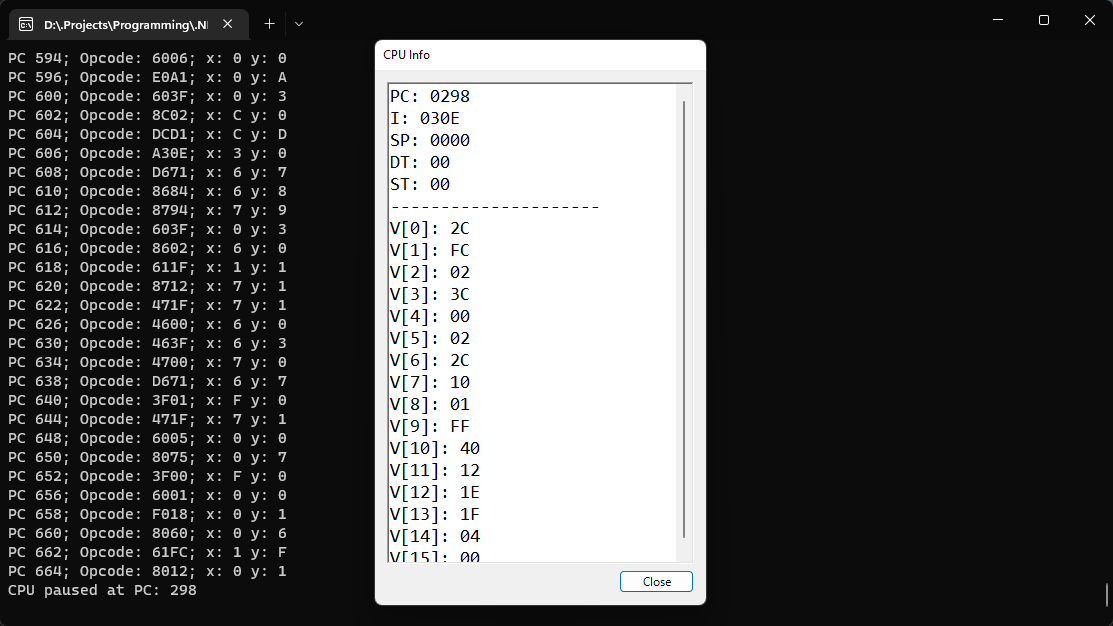 D:\.Projects\Programming\.NI
PC 594; Opcode: 6006; x: 0 y: 0
PC 596; Opcode: E0A1; x: 0 y: A
PC 600; Opcode: 603F; x: 0 y: 3
PC 602; Opcode: 8C02; x: C y: 0
PC 604; Opcode: DCD1; x: C y: D
PC 606; Opcode: A30E; x: 3 y: 0
PC 608; Opcode: D671; x: 6 y: 7
PC 610; Opcode: 8684; x: 6 y: 8
PC 612; Opcode: 8794; x: 7 y: 9
PC 614; Opcode: 603F; x: 0 y: 3
PC 616; Opcode: 8602; x: 6 y: 0
PC 618; Opcode: 611F; x: 1 y: 1
PC 620; Opcode: 8712; x: 7 y: 1
PC 622; Opcode: 471F; x: 7 y: 1
PC 626; Opcode: 4600; x: 6 y: 0
PC 630; Opcode: 463F; x: 6 y: 3
PC 634; Opcode: 4700; x: 7 y: 0
PC 638; Opcode: D671; x: 6 y: 7
PC 640; Opcode: 3F01; x: F y: 0
PC 644; Opcode: 471F; x: 7 y: 1
PC 648; Opcode: 6005; x: 0 y: 0
PC 650; Opcode: 8075; x: 0 y: 7
PC 652; Opcode: 3F00; x: F y: 0
PC 656; Opcode: 6001; x: 0 y: 0
PC 658; Opcode: F018; x: 0 y: 1
PC 660; Opcode: 8060; x: 0 y: 6
PC 662; Opcode: 61FC; x: 1 y: F
PC 664; Opcode: 8012; x: 0 y: 1
CPU paused at PC: 298
CPU Info
PC: 0298
I: 030E
SP: 0000
DT: 00
ST: 00
---------------------
V[0]: 2C
V[1]: FC
V[2]: 02
V[3]: 3C
V[4]: 00
V[5]: 02
V[6]: 2C
V[7]: 10
V[8]: 01
V[9]: FF
V[10]: 40
V[11]: 12
V[12]: 1E
V[13]: 1F
V[14]: 04
V[15]: 00
Close